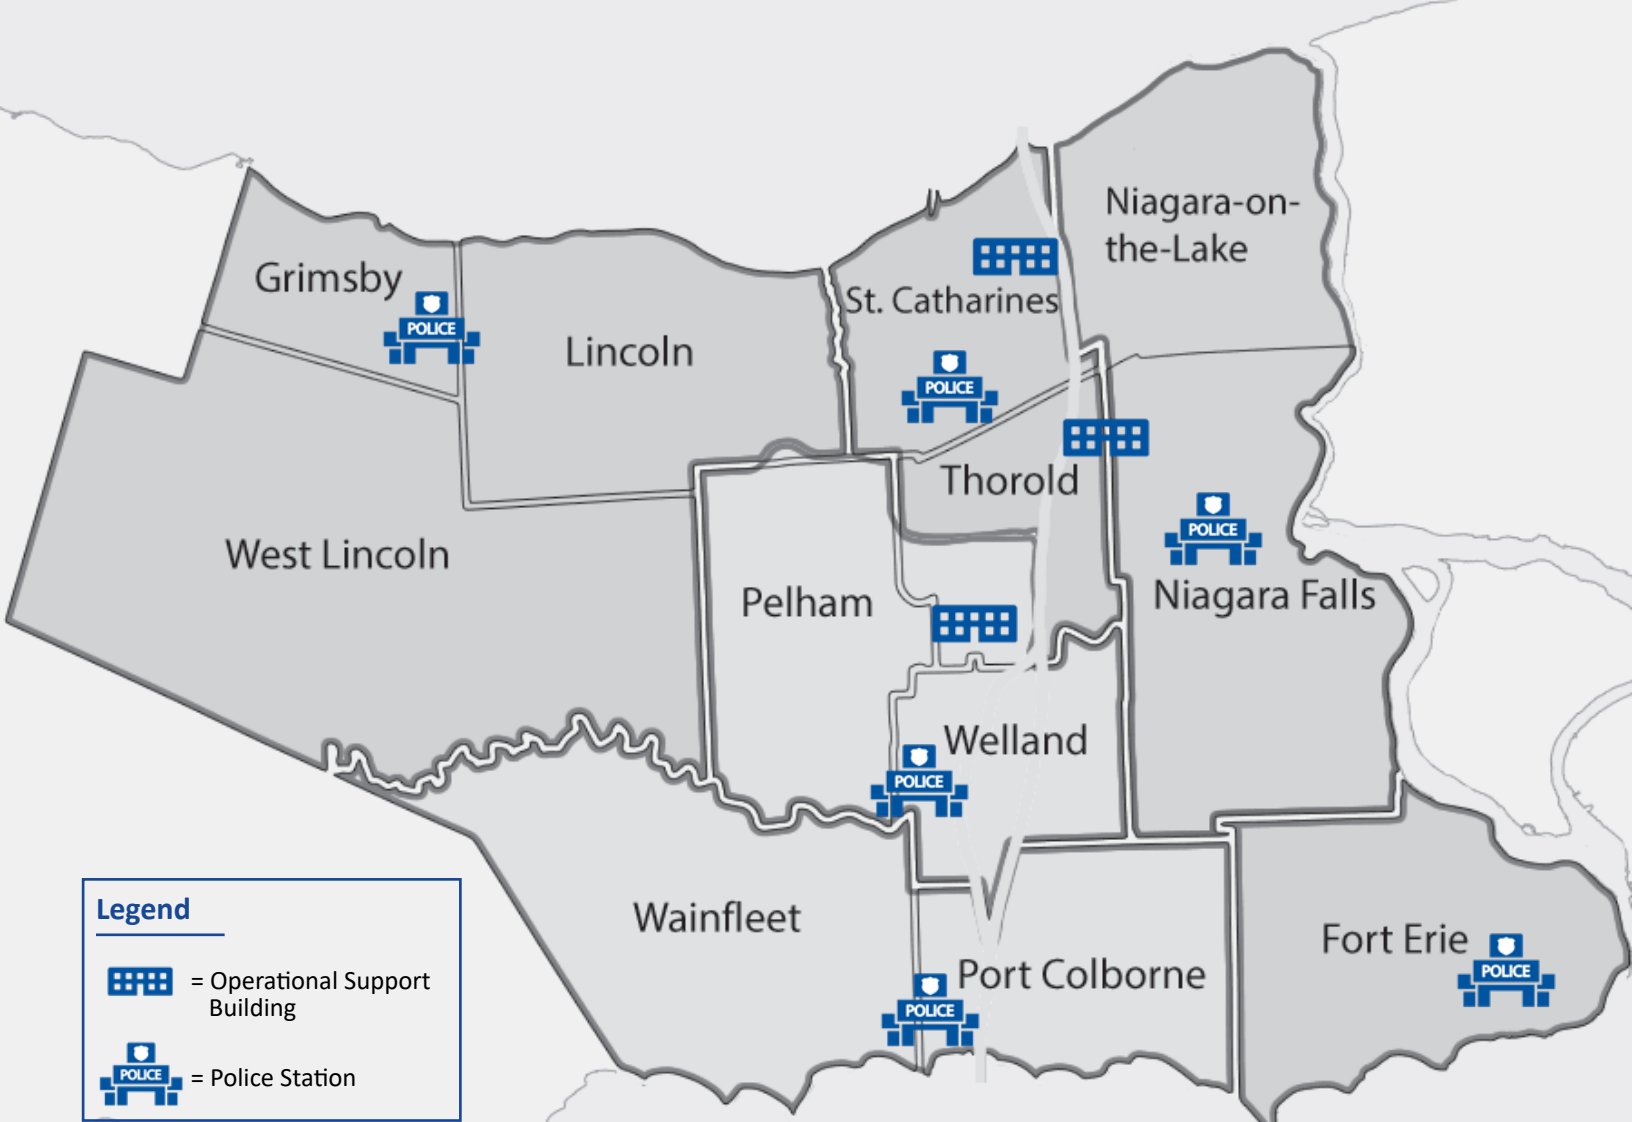 Niagara-on-
the-Lake
Grimsby
St. Catharines
POLICE
Lincoln
POLICE
Thorold
POLICE
West Lincoln
Pelham
Niagara Falls
Welland
POLICE
Wainfleet
Fort Erie
POLICE
Port Colborne
POLICE
Legend
= Operational Support
Building
POLICE
= Police Station